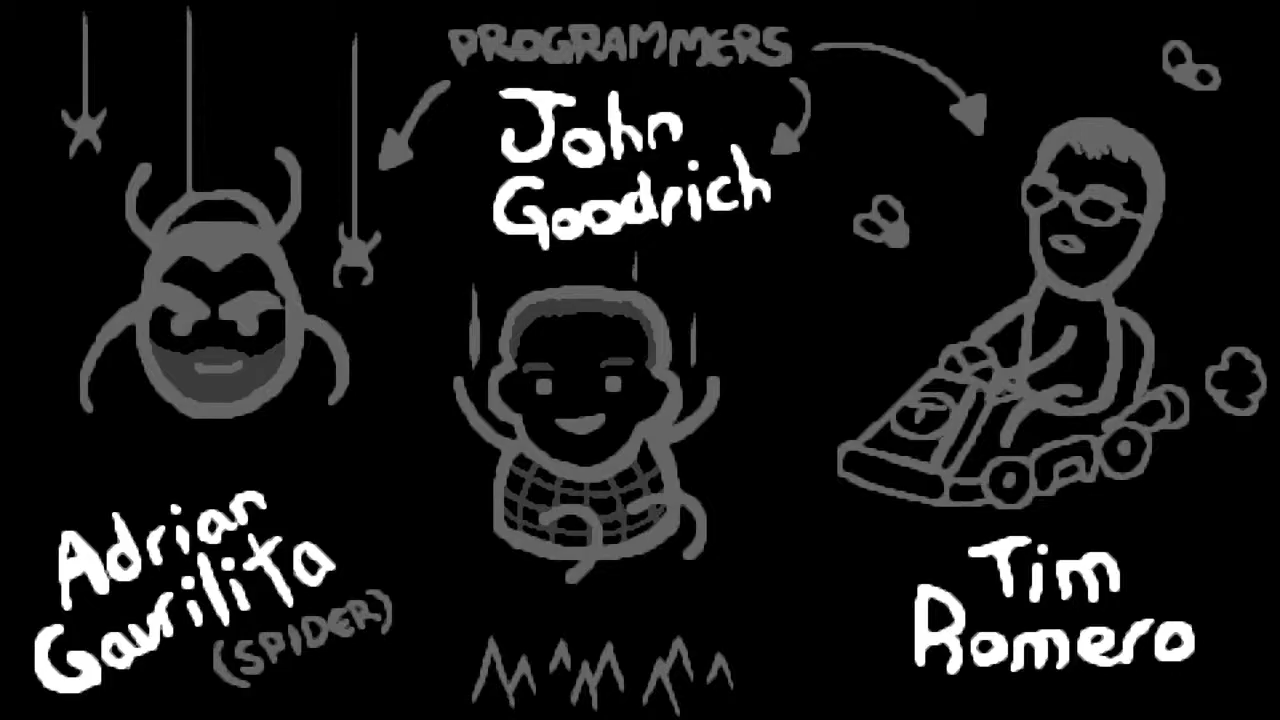 PROGRAMMERS
John
Goodrich
Adrian
Gavrilita
(SPIDER)
Tim
Romero